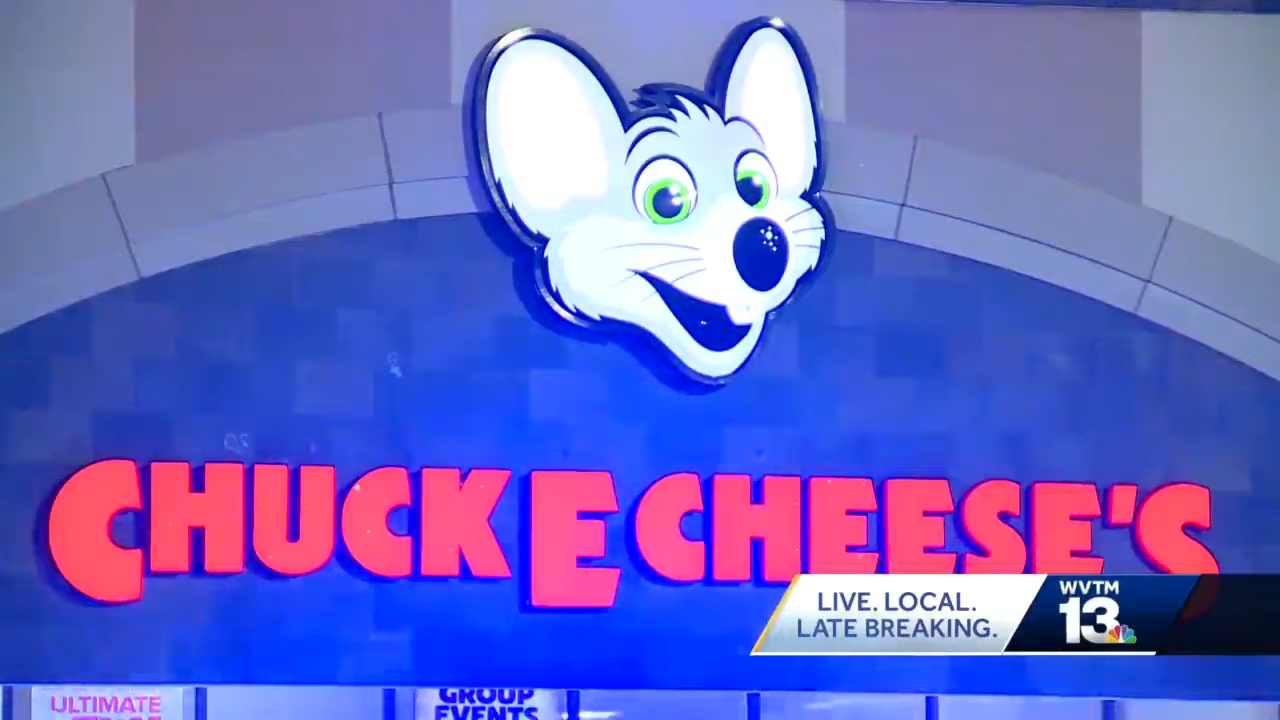 CHUCK E CHEESE'S
LIVE. LOCAL.
LATE BREAKING.
WVTM
13
ULTIMATE
GROUP
EVENTS